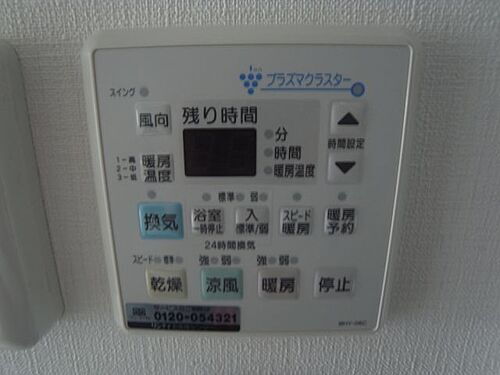 ion
プラズマクラスター
スイング
風向
残り時間
分
時間
暖房温度
時間設定
1-高
2-中
3-低
暖房
温度
標準 弱
換気
浴室
一時停止
入
標準/弱
スピード
暖房
暖房
予約
24時間換気
スピード 標準
強 弱
強 弱
乾燥
涼風
暖房
停止
0120-054321